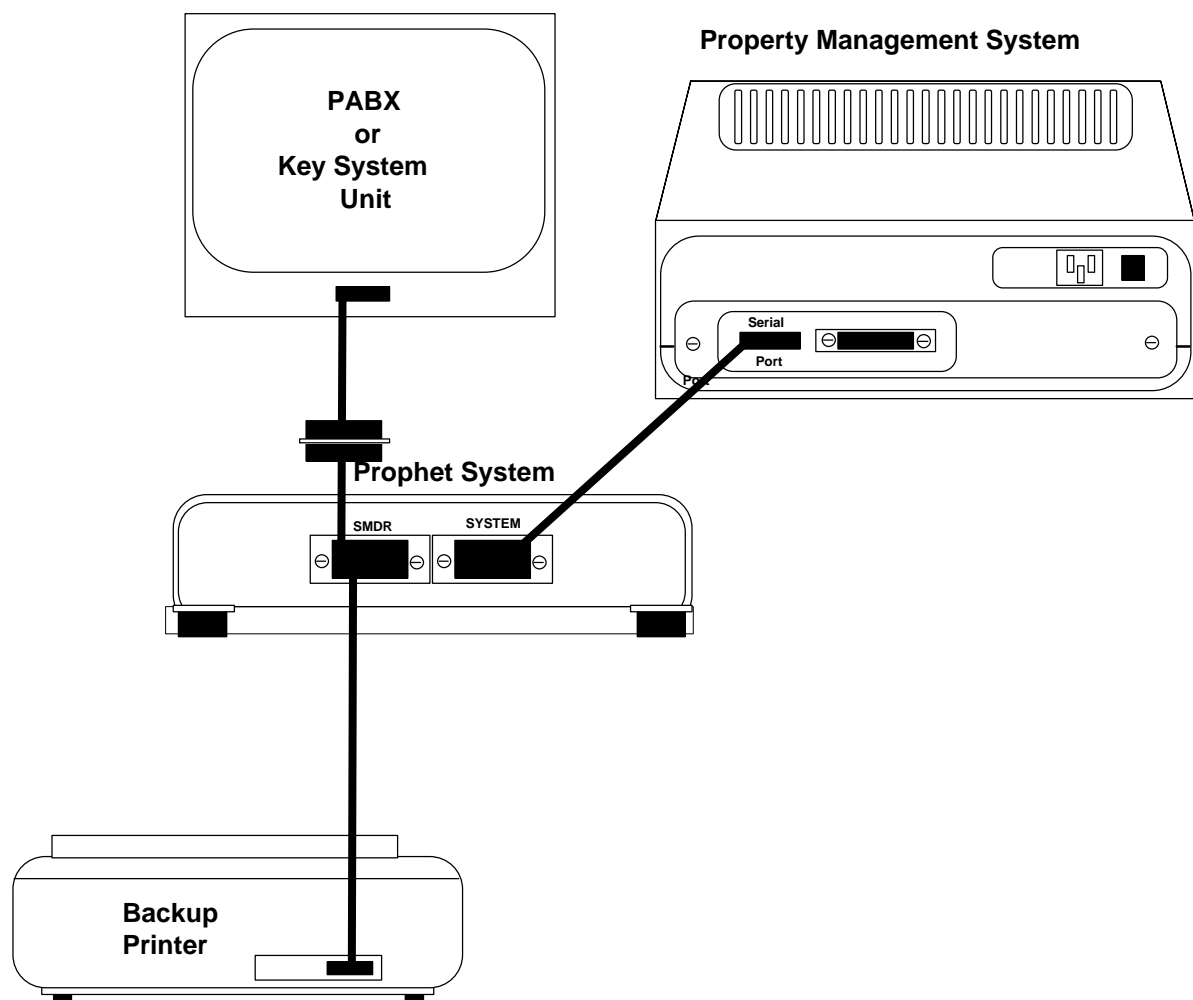 Property Management System
PABX
or
Key System
Unit
Serial
Port
Port
Prophet System
SMDR
SYSTEM
Backup
Printer